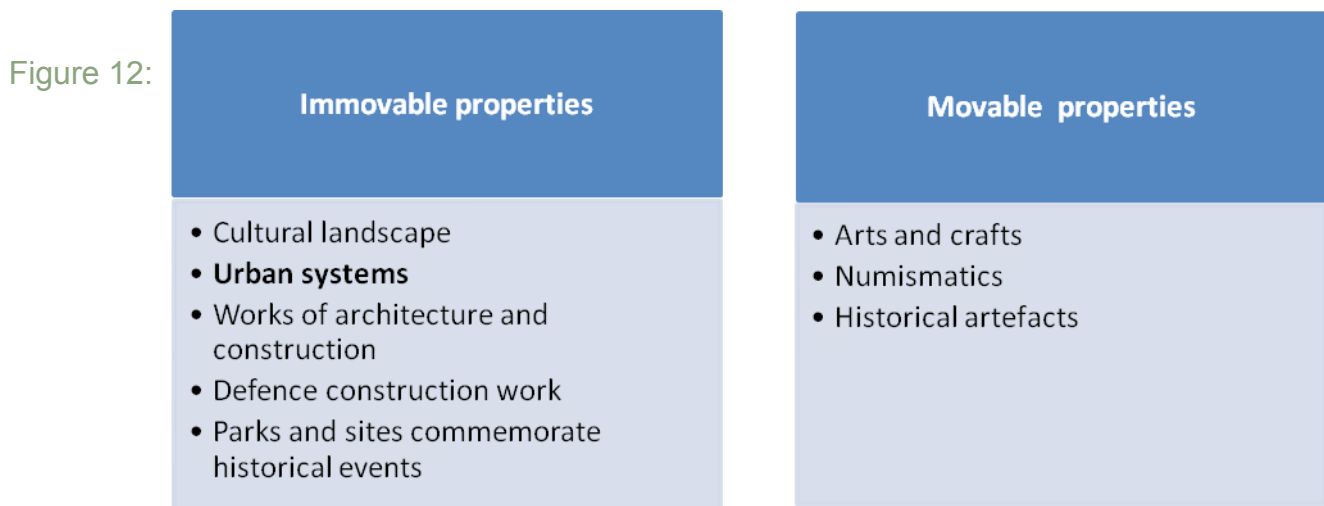 Figure 12:
Immovable properties
• Cultural landscape
• Urban systems
• Works of architecture and
construction
• Defence construction work
• Parks and sites commemorate
historical events
Movable properties
• Arts and crafts
• Numismatics
• Historical artefacts